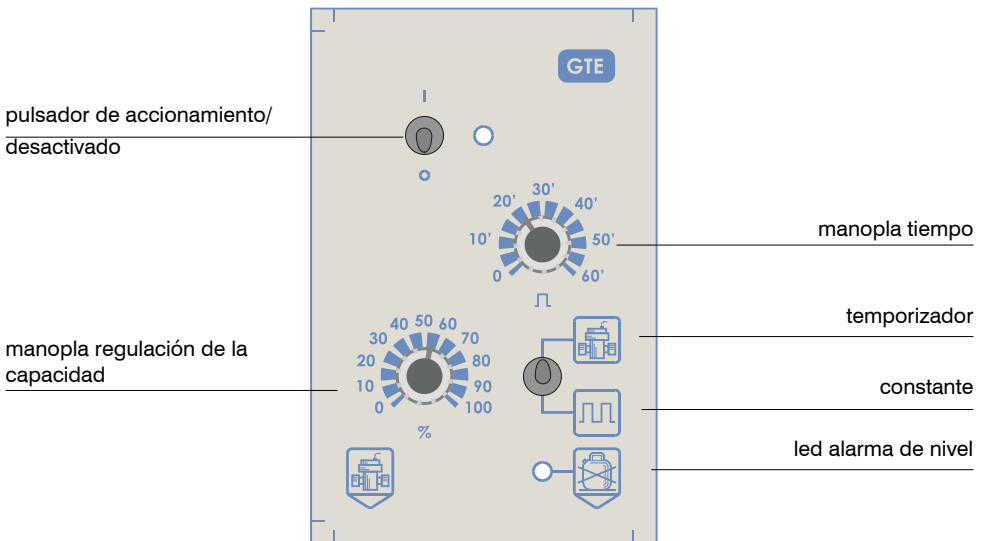 GTE
I
pulsador de accionamiento/
desactivado
30'
20'
40'
10'
50'
0
60'
manopla tiempo
temporizador
40 50 60
30
70
20
80
10
90
0
100
%
manopla regulación de la
capacidad
constante
led alarma de nivel